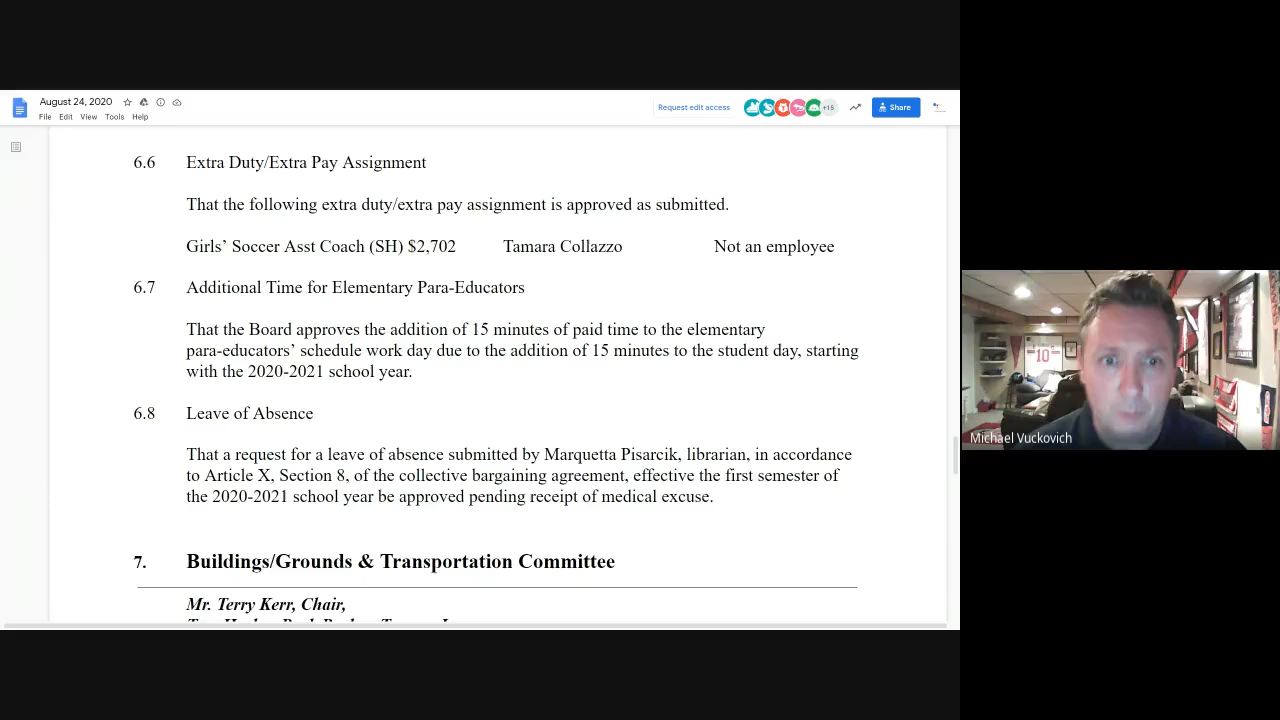 August 24, 2020
File Edit View Tools Help
Request edit access
+15
Share
6.6 Extra Duty/Extra Pay Assignment
That the following extra duty/extra pay assignment is approved as submitted.
Girls’ Soccer Asst Coach (SH) $2,702 Tamara Collazzo Not an employee
6.7 Additional Time for Elementary Para-Educators
That the Board approves the addition of 15 minutes of paid time to the elementary
para-educators’ schedule work day due to the addition of 15 minutes to the student day, starting
with the 2020-2021 school year.
6.8 Leave of Absence
That a request for a leave of absence submitted by Marquetta Pisarcik, librarian, in accordance
to Article X, Section 8, of the collective bargaining agreement, effective the first semester of
the 2020-2021 school year be approved pending receipt of medical excuse.
7. Buildings/Grounds & Transportation Committee
Mr. Terry Kerr, Chair,
10
Michael Vuckovich